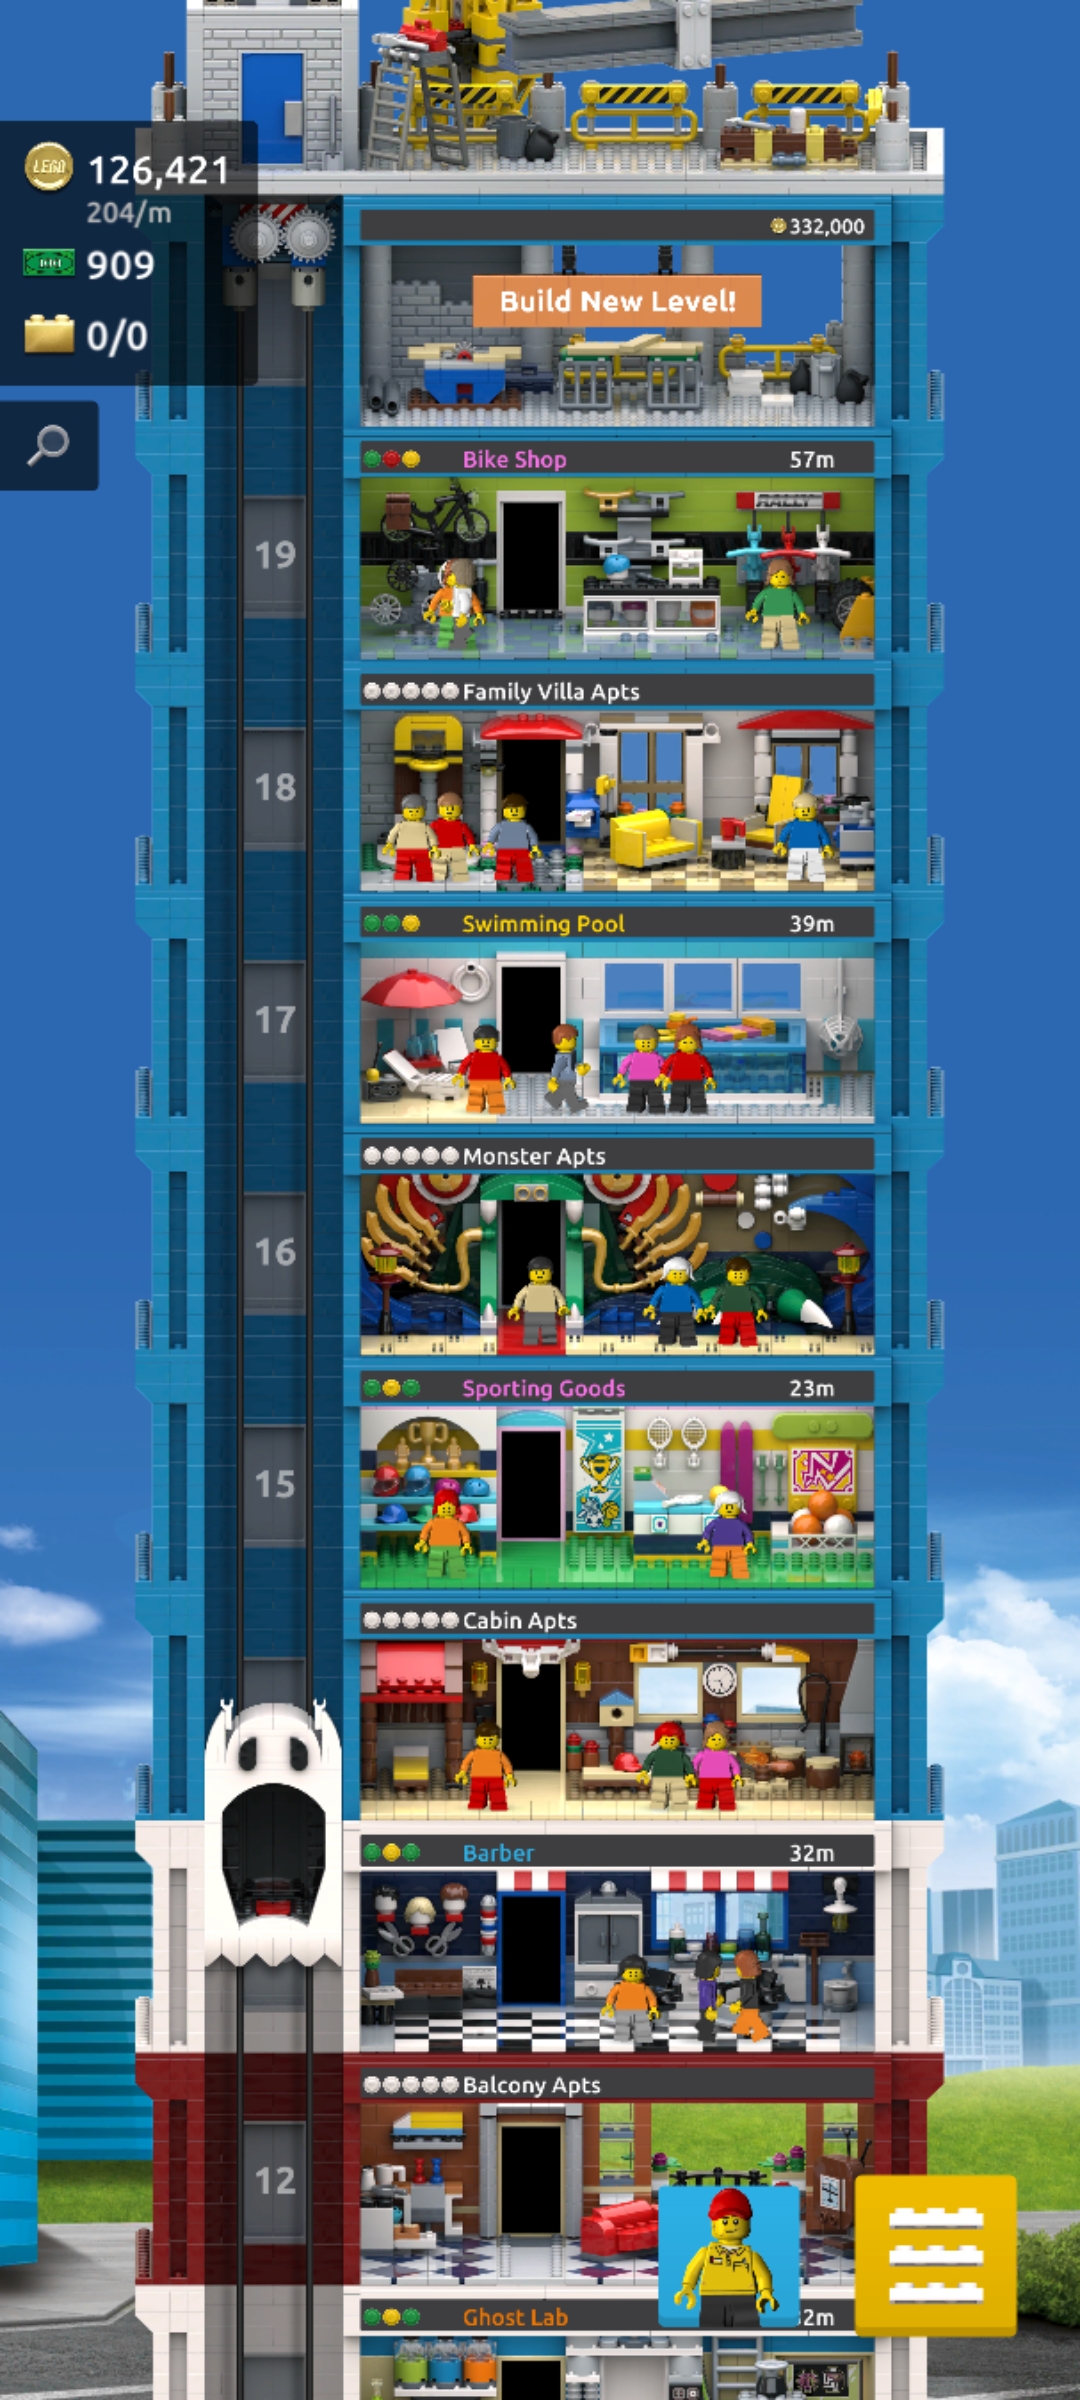 LEGO 126,421
204/m
909
0/0
332,000
Build New Level!
Bike Shop 57m
RALLY
19
Family Villa Apts
18
Swimming Pool 39m
17
Monster Apts
16
Sporting Goods 23m
15
Cabin Apts
Barber 32m
Balcony Apts
12
Ghost Lab 2m